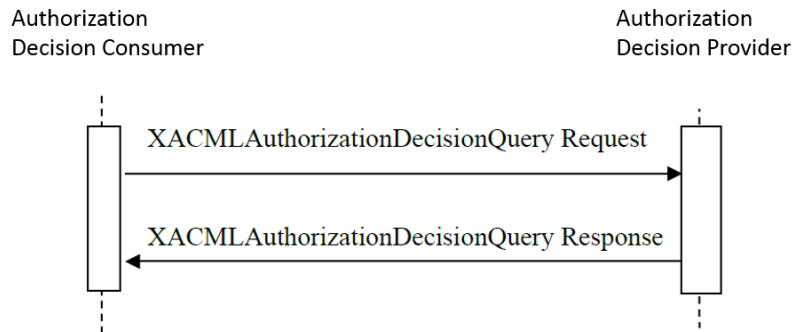 Authorization
Decision Consumer
Authorization
Decision Provider
XACMLAuthorizationDecisionQuery Request
XACMLAuthorizationDecisionQuery Response